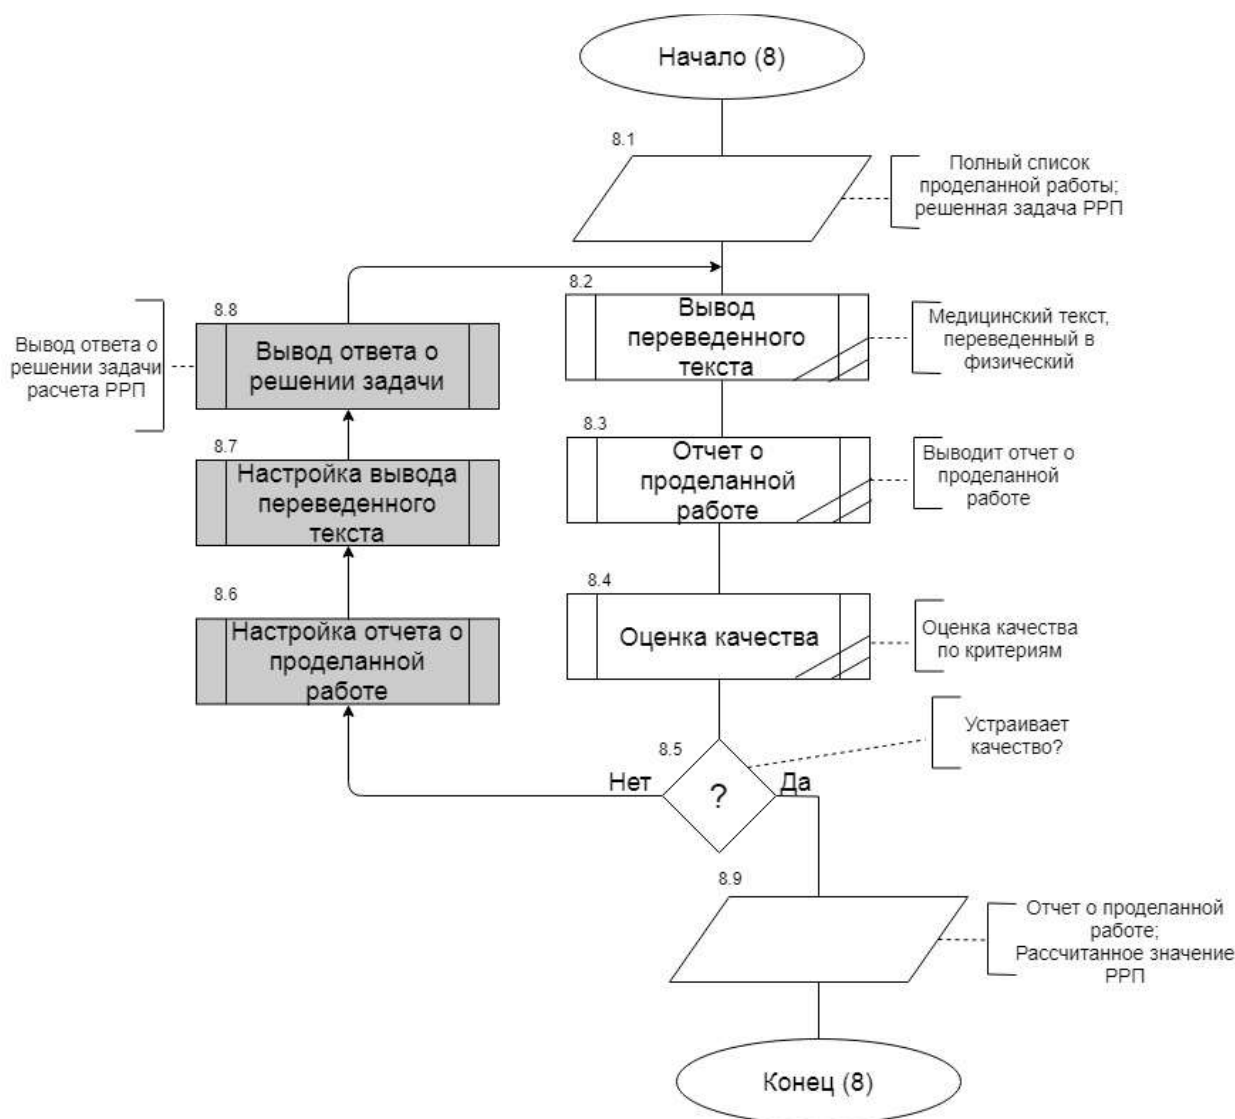 Начало (8)
8.1
Полный список
проделанной работы;
решенная задача РРП
8.2
Вывод
переведенного
текста
Медицинский текст,
переведенный в
физический
8.3
Отчет о
проделанной
работе
Выводит отчет о
проделанной
работе
8.4
Оценка качества
Оценка качества
по критериям
8.5
?
Устраивает
качество?
Нет
Да
8.6
Настройка отчета о
проделанной
работе
8.7
Настройка вывода
переведенного
текста
8.8
Вывод ответа о
решении задачи
Вывод ответа о
решении задачи
расчета РРП
8.9
Отчет о проделанной
работе;
Рассчитанное значение
РРП
Конец (8)